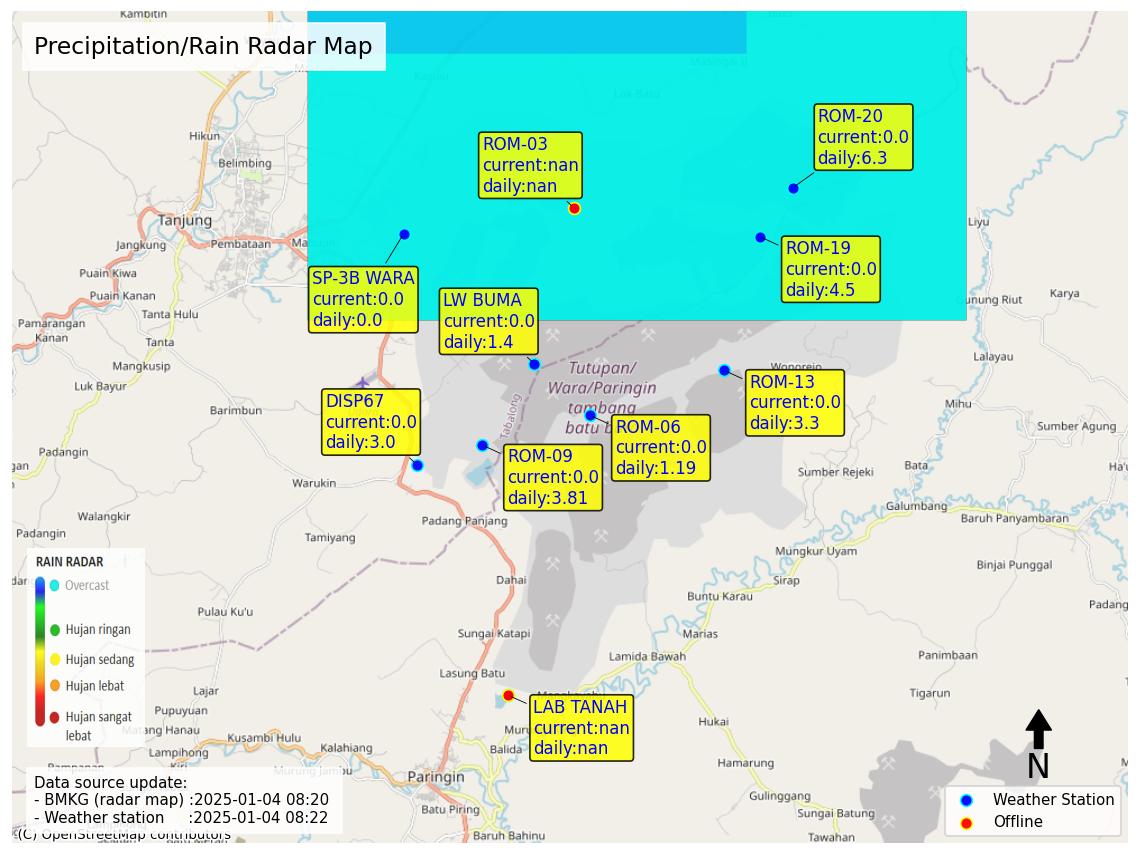 Kambitin
Precipitation/Rain Radar Map
Hikun
Belimbing
Tanjung
Jangkung
Pembataan
Puain Kiwa
Puain Kanan
Pamarangan
Kanan
Tanta Hulu
Tanta
Mangkusip
Luk Bayur
Barimbun
Padangin
Warukin
Walangkir
Padangin
Tamiyang
Padang Panjang
Tabalong
ROM-03
current:nan
daily:nan
ROM-20
current:0.0
daily:6.3
ROM-19
current:0.0
daily:4.5
SP-3B WARA
current:0.0
daily:0.0
LW BUMA
current:0.0
daily:1.4
DISP67
current:0.0
daily:3.0
Tutupan/
Wara/Paringin
tambang
batu b
ROM-13
current:0.0
daily:3.3
ROM-06
current:0.0
daily:1.19
ROM-09
current:0.0
daily:3.81
Liyu
Gunung Riut
Karya
Lalayau
Wonorejo
Mihu
Sumber Agung
Sumber Rejeki
Bata
Galumbang
Baruh Panyambaran
Mungkur Uyam
Binjai Punggal
Sirap
Buntu Karau
Dahai
Pulau Ku'u
Sungai Katapi
Marias
Lamida Bawah
Panimbaan
Lasung Batu
Tigarun
Lajar
Pupuyuan
Matang Hanau
Kusambi Hulu
Kalahiang
Lampihong
Murung Jambu
LAB TANAH
current:nan
daily:nan
Balida
Paringin
Batu Piring
Baruh Bahinu
Hukai
Hamarung
Gulinggang
Sungai Batung
Tawahan
RAIN RADAR
Overcast
Hujan ringan
Hujan sedang
Hujan lebat
Hujan sangat
lebat
Data source update:
- BMKG (radar map) :2025-01-04 08:20
- Weather station :2025-01-04 08:22
(C) OpenStreetMap contributors
N
Weather Station
Offline